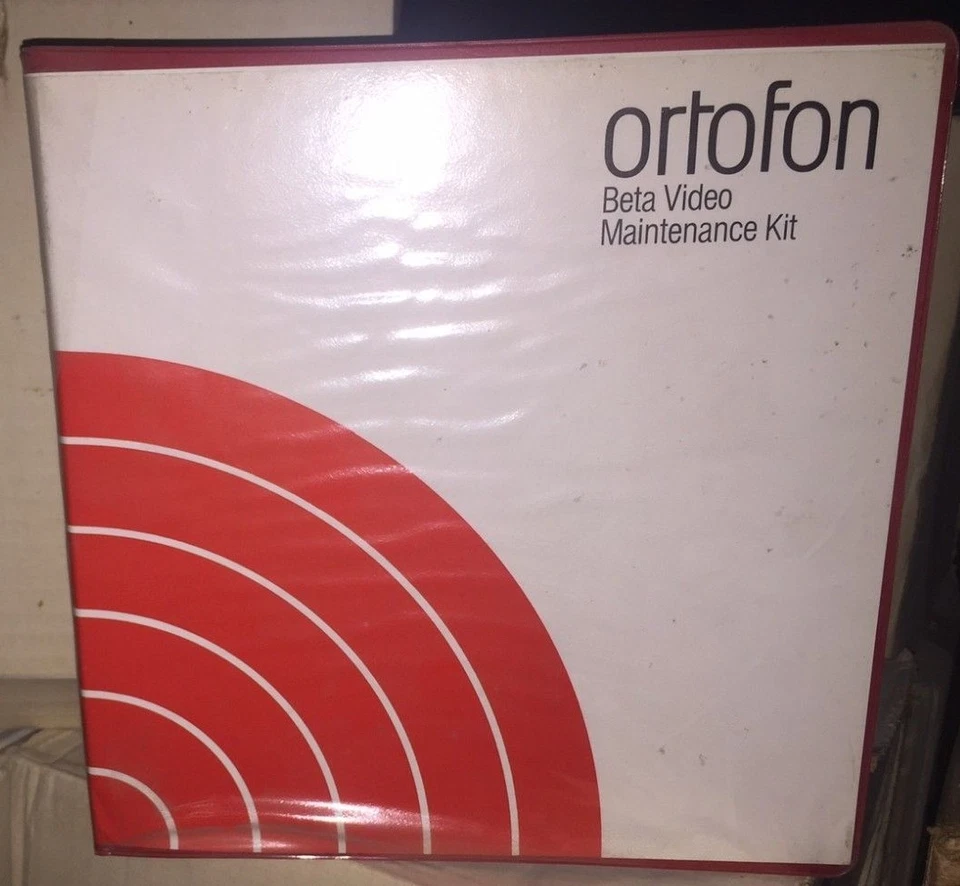 ortofon
Beta Video
Maintenance Kit